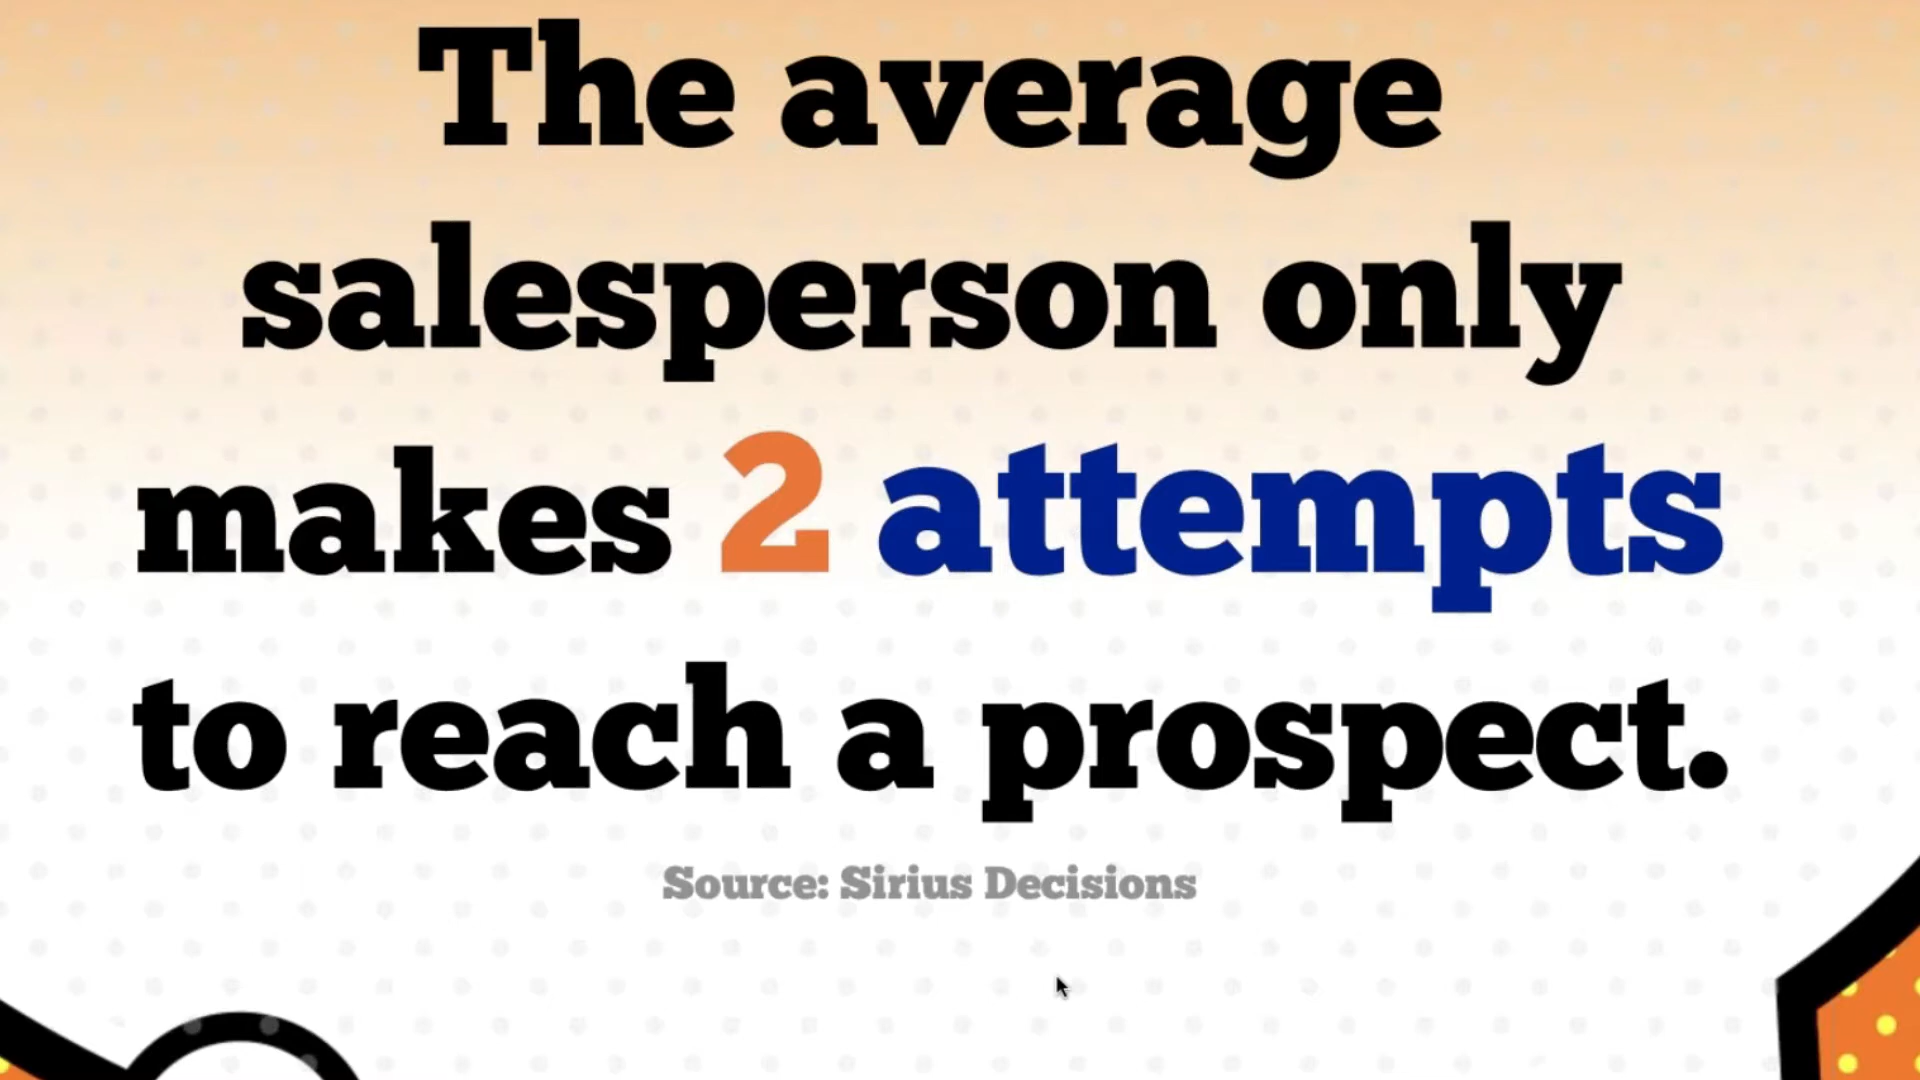 The average
salesperson only
makes 2 attempts
to reach a prospect.
Source: Sirius Decisions